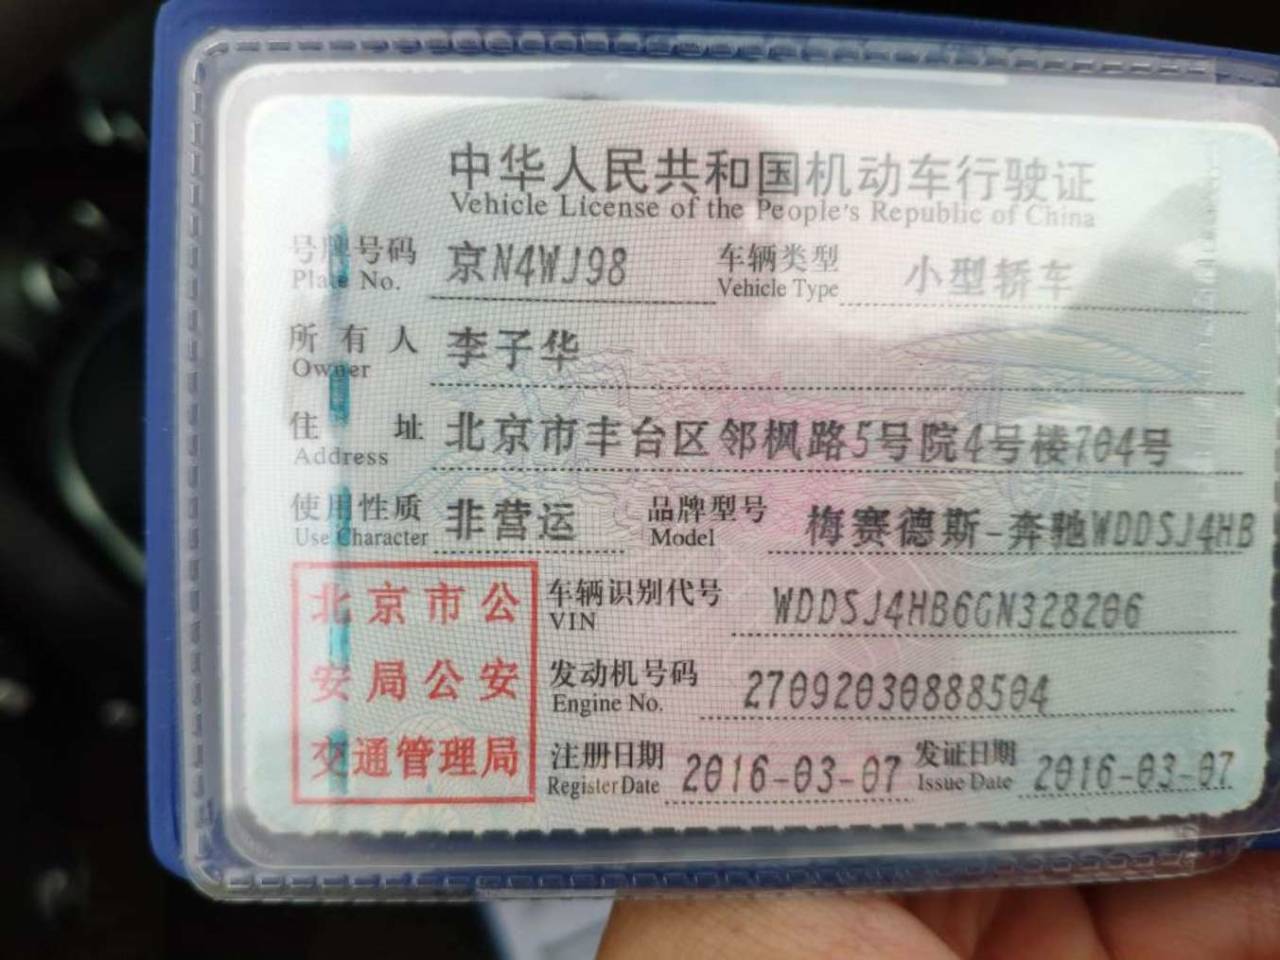 中华人民共和国机动车行驶证
Vehicle License of the People's Republic of China
号牌号码 京N4WJ98 车辆类型 小型轿车
Plate No. Vehicle Type
所有人 李子华
Owner
住址 北京市丰台区邻枫路5号院4号楼704号
Address
使用性质 非营运 品牌型号 梅赛德斯-奔驰WDDSJ4HB
Use Character Model
北京市公
安局公安
交通管理局
车辆识别代号 WDDSJ4HB6GN328206
VIN
发动机号码 27092030888504
Engine No.
注册日期 2016-03-07 发证日期 2016-03-07
Register Date Issue Date